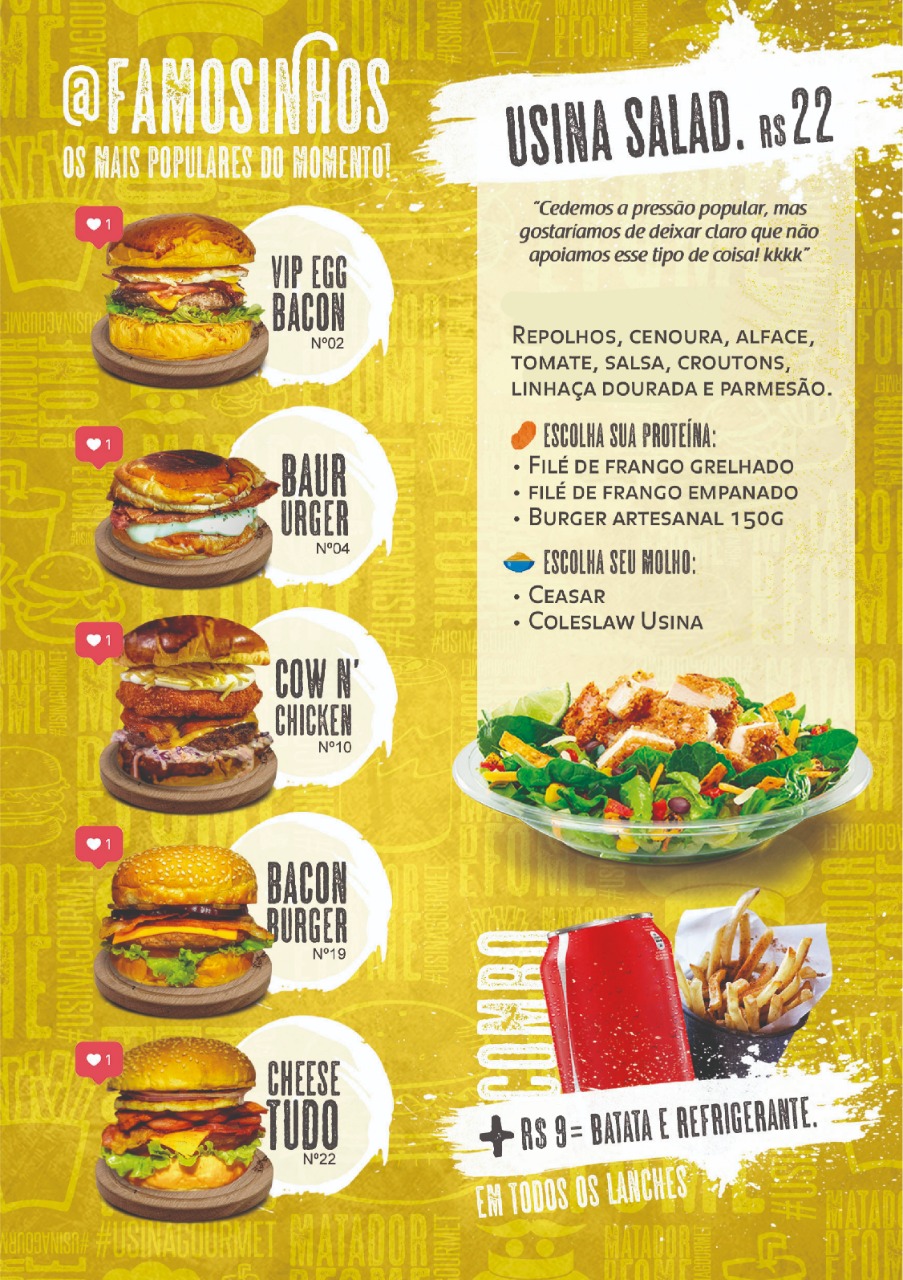 @FAMOSINHOS
OS MAIS POPULARES DO MOMENTO!
1
VIP EGG
BACON
Nº02
1
BAUR
URGER
Nº04
1
COW N'
CHICKEN
Nº10
1
BACON
BURGER
Nº19
1
CHEESE
TUDO
Nº22
USINA SALAD. R$ 22
"Cedemos a pressão popular, mas
gostaríamos de deixar claro que não
apoiamos esse tipo de coisa! kkkk"
REPOLHOS, CENOURA, ALFACE,
TOMATE, SALSA, CROUTONS,
LINHAÇA DOURADA E PARMESÃO.
ESCOLHA SUA PROTEÍNA:
• FILÉ DE FRANGO GRELHADO
• FILÉ DE FRANGO EMPANADO
• BURGER ARTESANAL 150G
ESCOLHA SEU MOLHO:
• CEASAR
• COLESLAW USINA
COMBO
+ R$ 9 = BATATA E REFRIGERANTE.
EM TODOS OS LANCHES
#USINAGOURMET
MATADOR